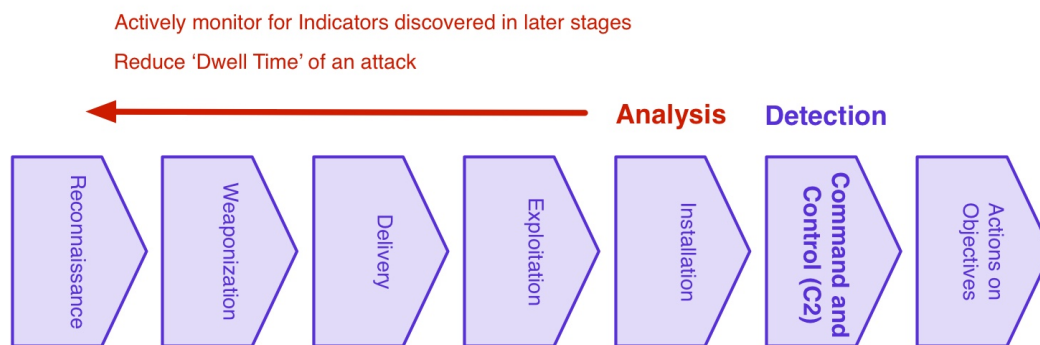 Actively monitor for Indicators discovered in later stages
Reduce ‘Dwell Time’ of an attack
Analysis
Detection
Reconnaissance
Weaponization
Delivery
Exploitation
Installation
Command and
Control (C2)
Actions on
Objectives